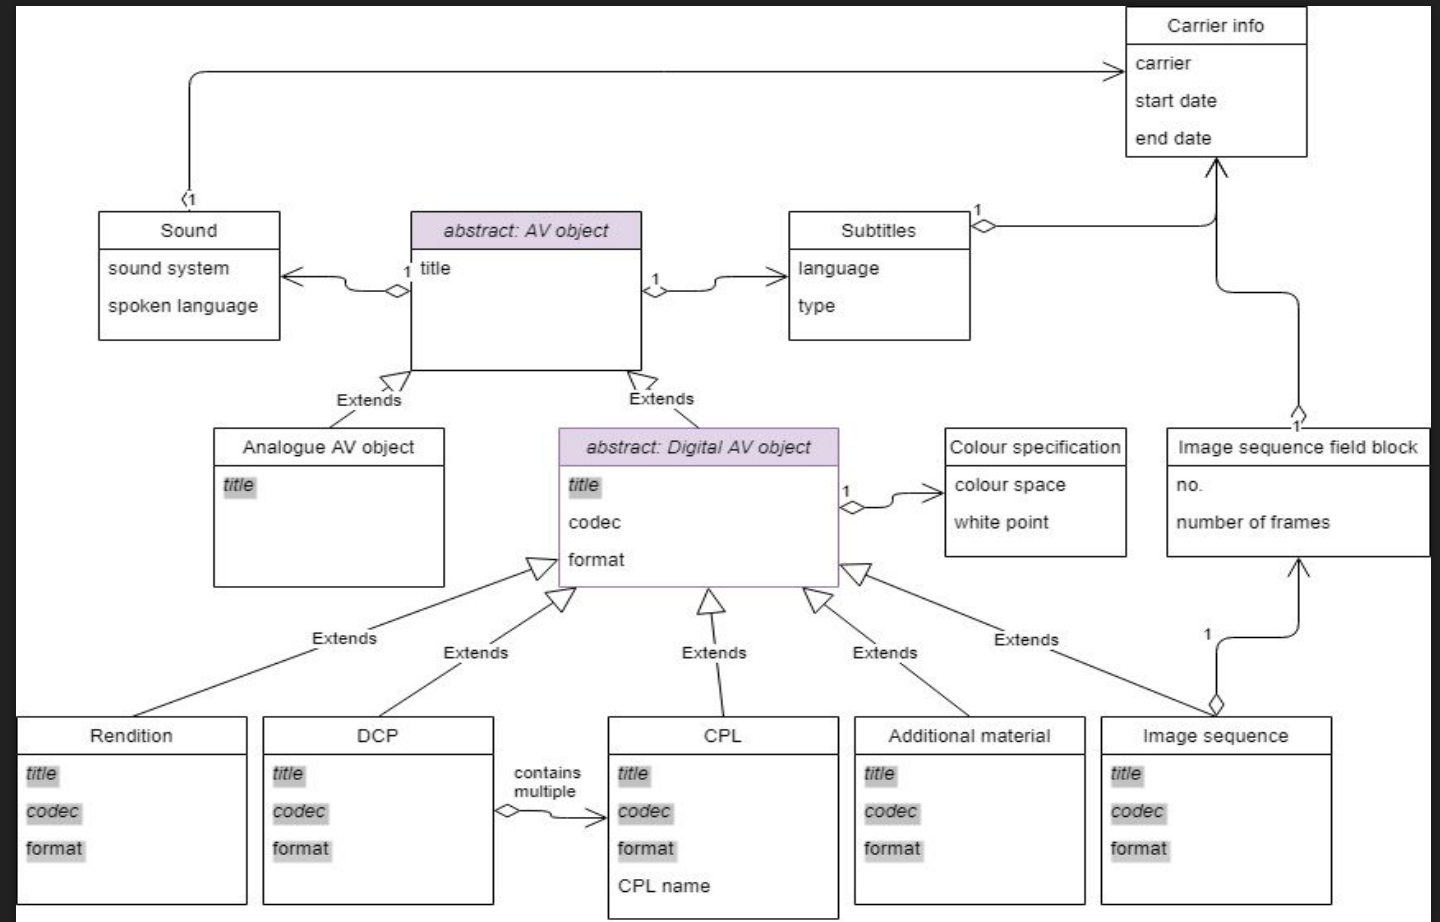 Carrier info
carrier
start date
end date
1
Sound
sound system
spoken language
abstract: AV object
1
title
1
Subtitles
language
type
1
Extends
Extends
1
Analogue AV object
title
abstract: Digital AV object
title
codec
format
1
Colour specification
colour space
white point
Image sequence field block
no.
number of frames
Extends
Extends
Extends
Extends
Extends
1
Rendition
title
codec
format
DCP
title
codec
format
contains
multiple
CPL
title
codec
format
CPL name
Additional material
title
codec
format
Image sequence
title
codec
format